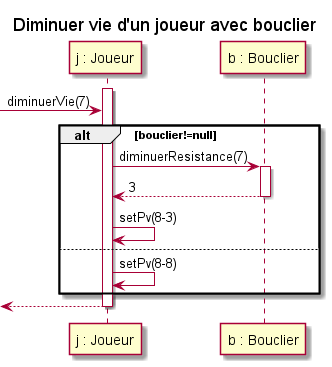 Diminuer vie d'un joueur avec bouclier
j : Joueur b : Bouclier
diminuerVie(7)
alt [bouclier!=null]
diminuerResistance(7)
3
setPv(8-3)
setPv(8-8)
j : Joueur b : Bouclier